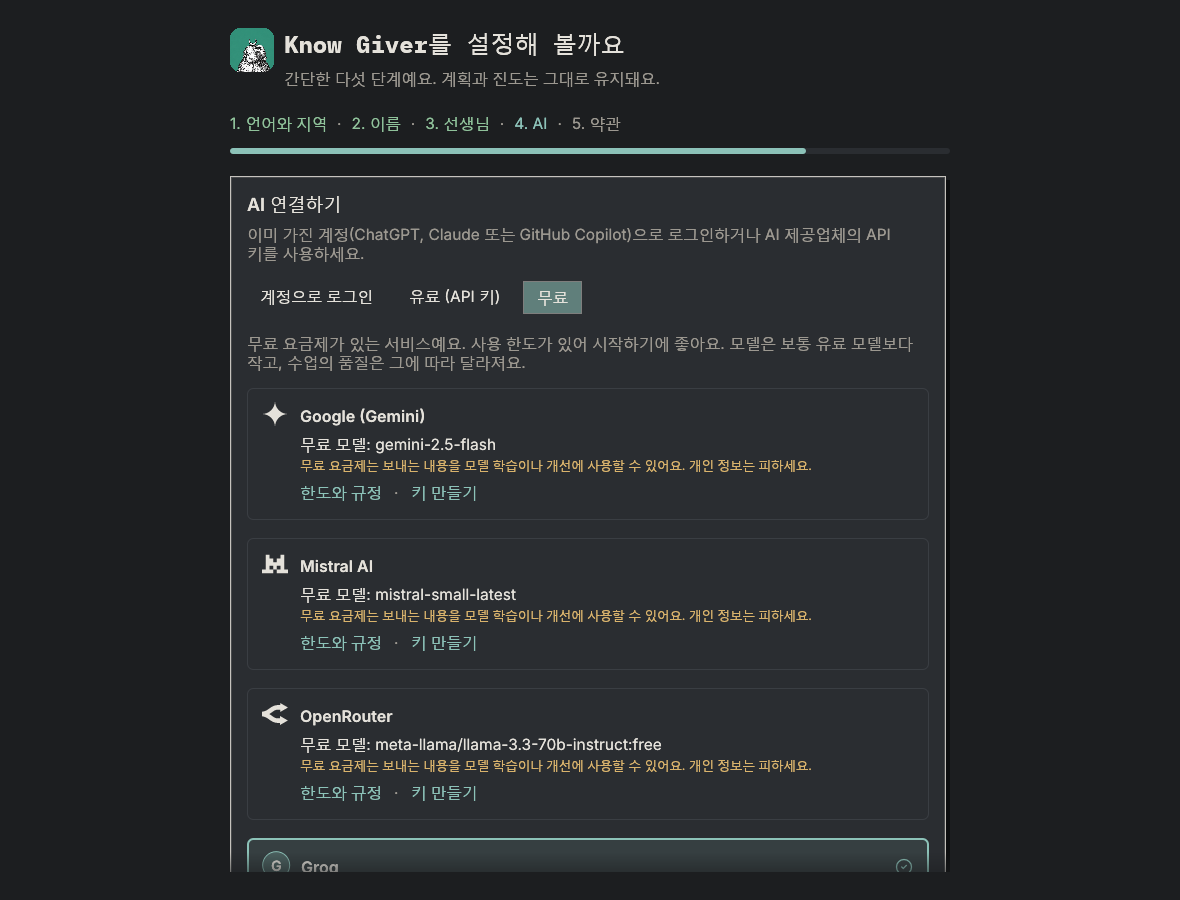 Know Giver를 설정해 볼까요
간단한 다섯 단계예요. 계획과 진도는 그대로 유지돼요.
1. 언어와 지역 · 2. 이름 · 3. 선생님 · 4. AI · 5. 약관
AI 연결하기
이미 가진 계정(ChatGPT, Claude 또는 GitHub Copilot)으로 로그인하거나 AI 제공업체의 API
키를 사용하세요.
계정으로 로그인 유료 (API 키) 무료
무료 요금제가 있는 서비스예요. 사용 한도가 있어 시작하기에 좋아요. 모델은 보통 유료 모델보다
작고, 수업의 품질은 그에 따라 달라져요.
Google (Gemini)
무료 모델: gemini-2.5-flash
무료 요금제는 보내는 내용을 모델 학습이나 개선에 사용할 수 있어요. 개인 정보는 피하세요.
한도와 규정 · 키 만들기
Mistral AI
무료 모델: mistral-small-latest
무료 요금제는 보내는 내용을 모델 학습이나 개선에 사용할 수 있어요. 개인 정보는 피하세요.
한도와 규정 · 키 만들기
OpenRouter
무료 모델: meta-llama/llama-3.3-70b-instruct:free
무료 요금제는 보내는 내용을 모델 학습이나 개선에 사용할 수 있어요. 개인 정보는 피하세요.
한도와 규정 · 키 만들기
G Groq